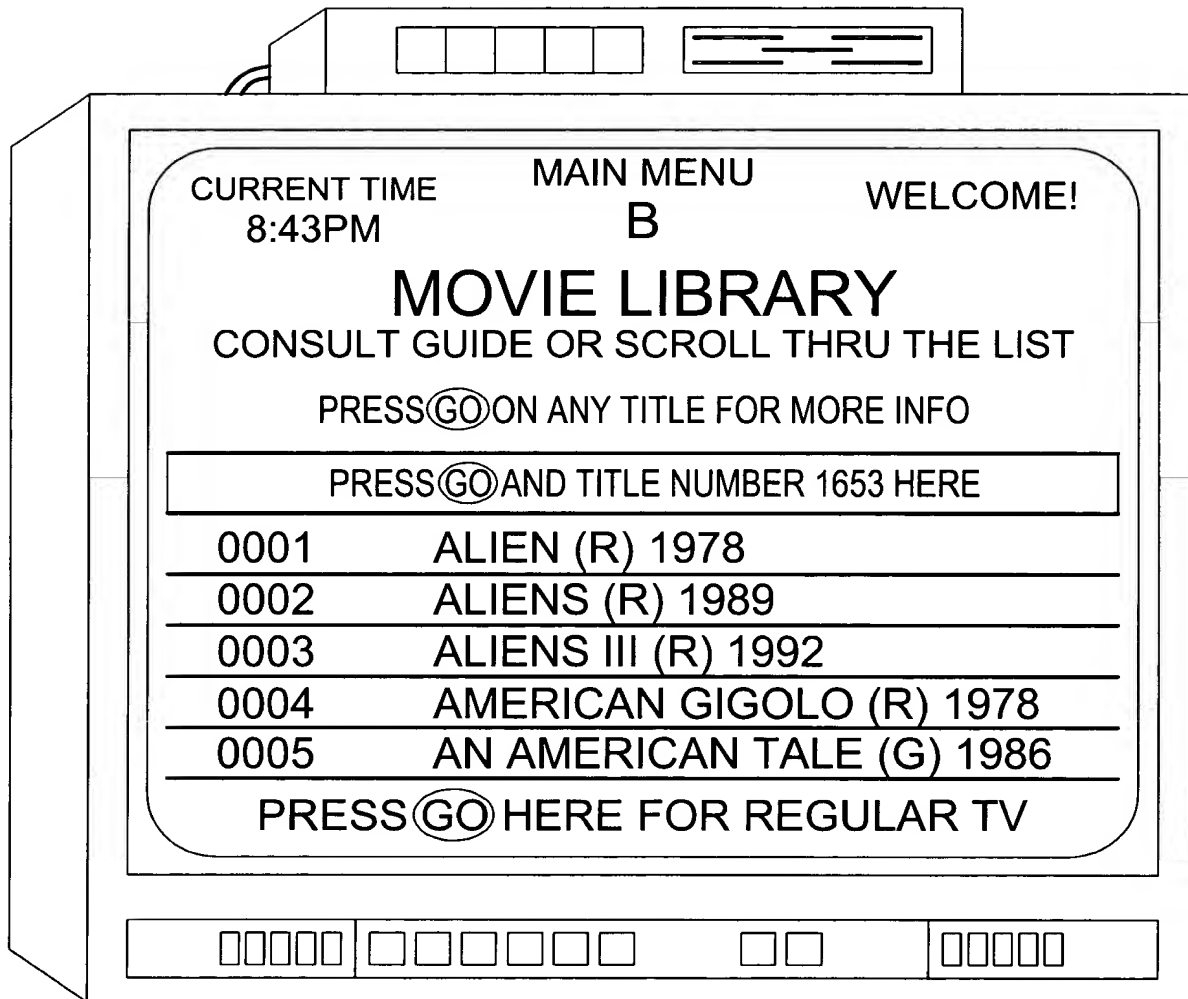 CURRENT TIME
8:43PM
MAIN MENU
B
WELCOME!
MOVIE LIBRARY
CONSULT GUIDE OR SCROLL THRU THE LIST
PRESS GO ON ANY TITLE FOR MORE INFO
PRESS GO AND TITLE NUMBER 1653 HERE
0001 ALIEN (R) 1978
0002 ALIENS (R) 1989
0003 ALIENS III (R) 1992
0004 AMERICAN GIGOLO (R) 1978
0005 AN AMERICAN TALE (G) 1986
PRESS GO HERE FOR REGULAR TV